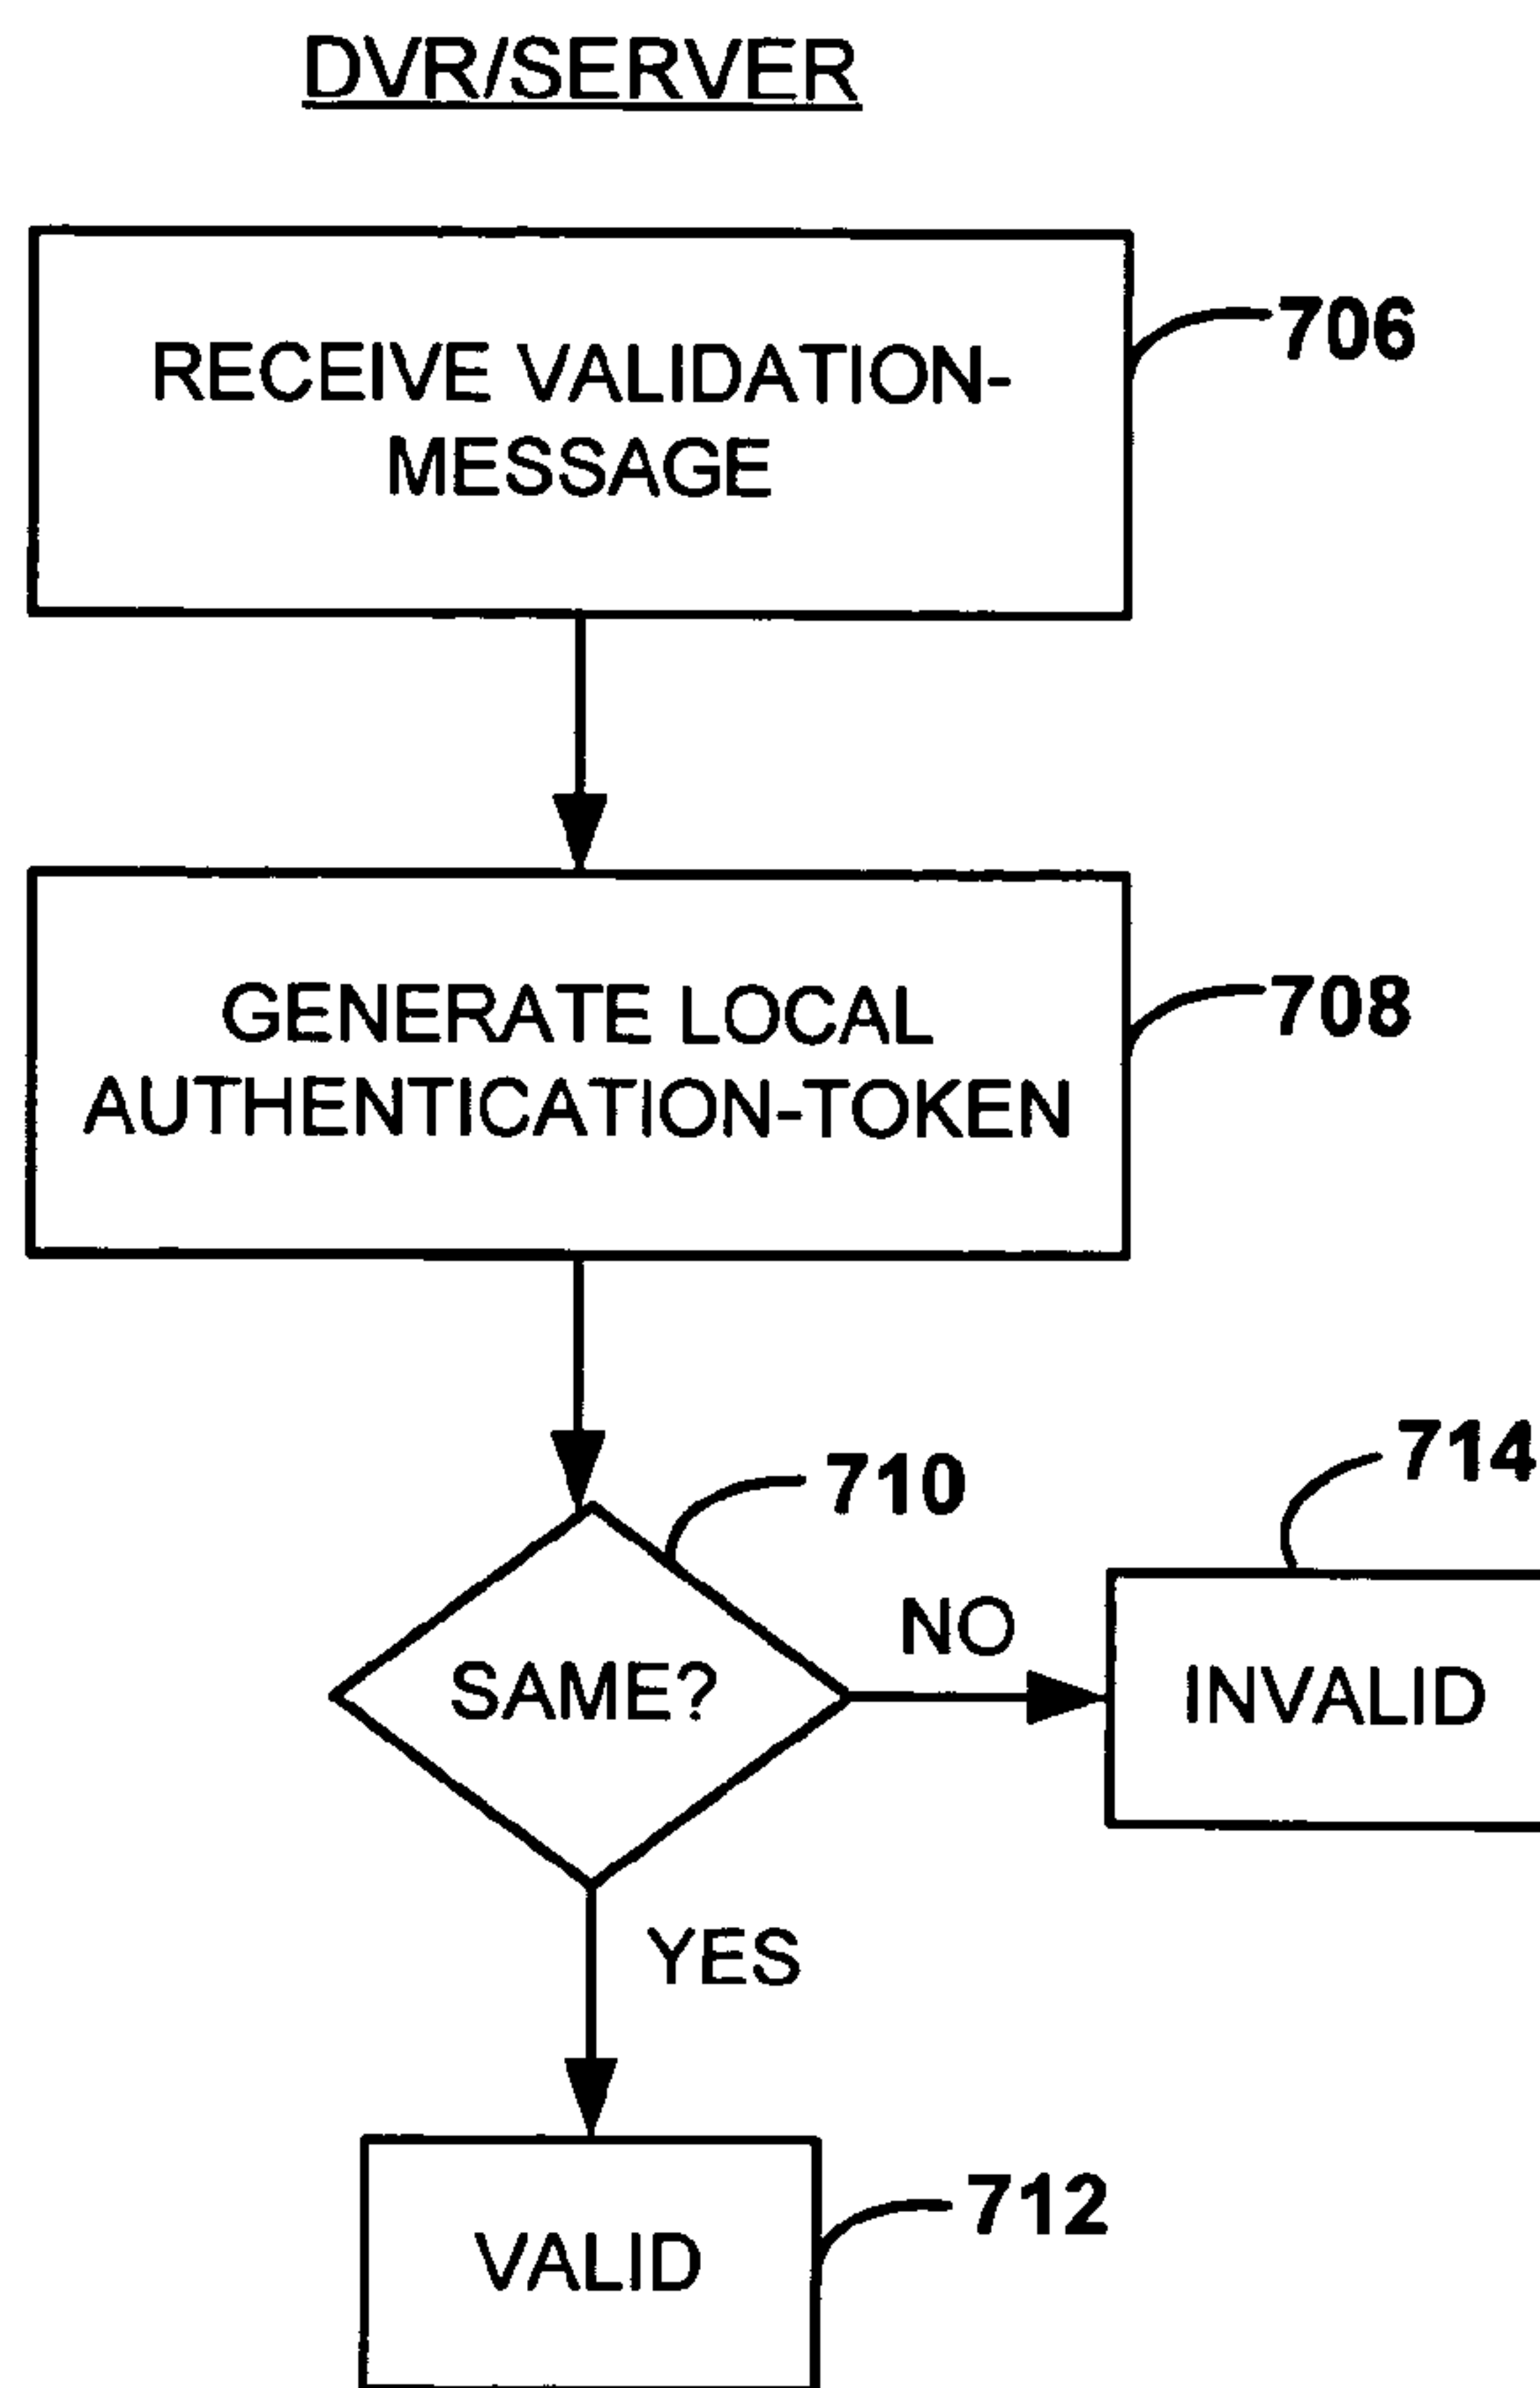 DVR/SERVER
RECEIVE VALIDATION-
MESSAGE
706
GENERATE LOCAL
AUTHENTICATION-TOKEN
708
710
714
SAME?
NO
INVALID
YES
VALID
712